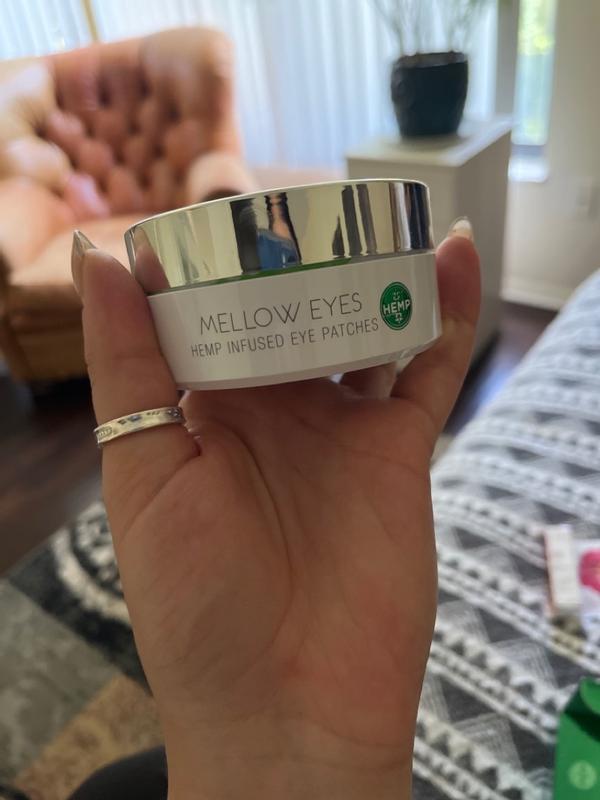 MELLOW EYES
HEMP INFUSED EYE PATCHES
HEMP